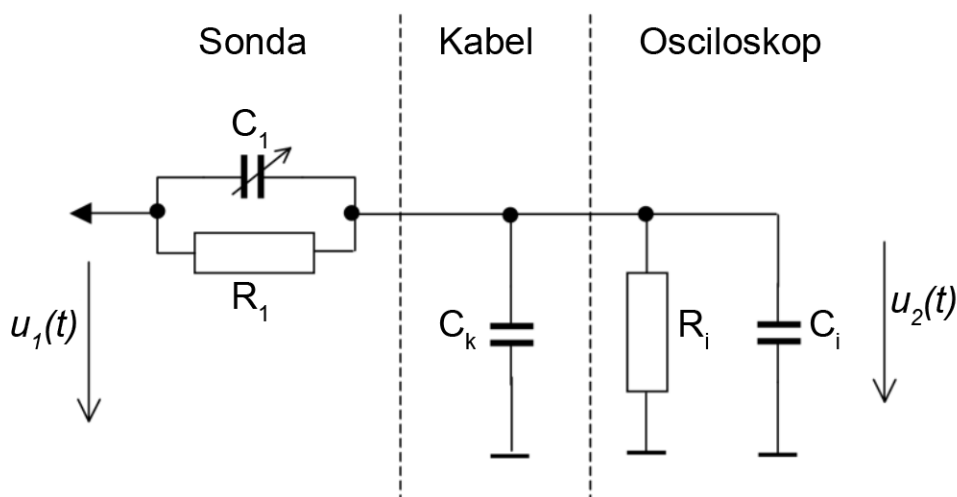 Sonda
Kabel
Osciloskop
C₁
R₁
u₁(t)
Cₖ
Rᵢ
Cᵢ
u₂(t)